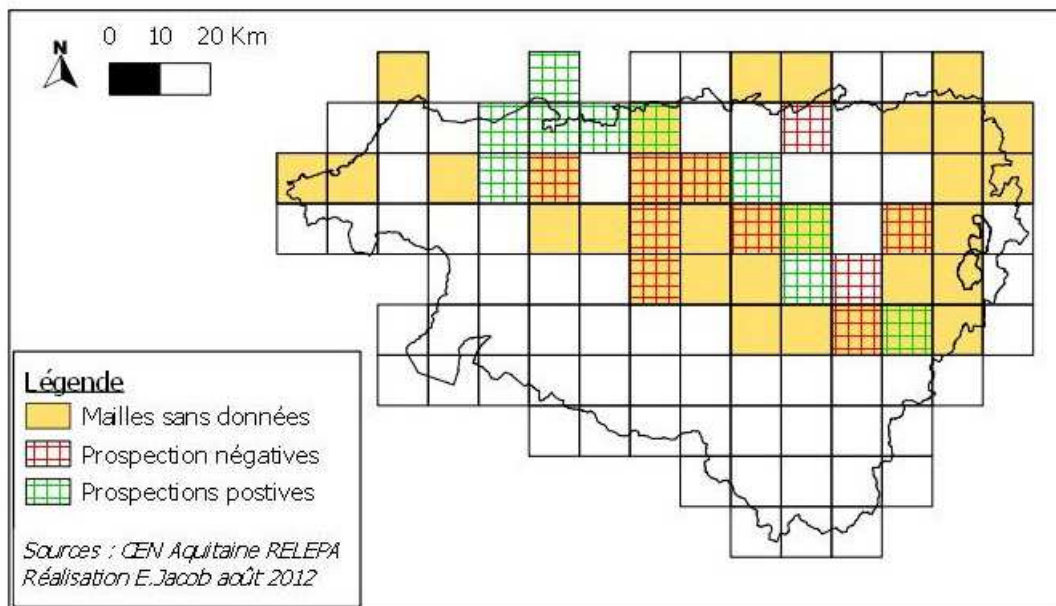 N
0 10 20 Km
Légende
Mailles sans données
Prospection négatives
Prospections postives
Sources : CEN Aquitaine RELEPA
Réalisation E.Jacob août 2012